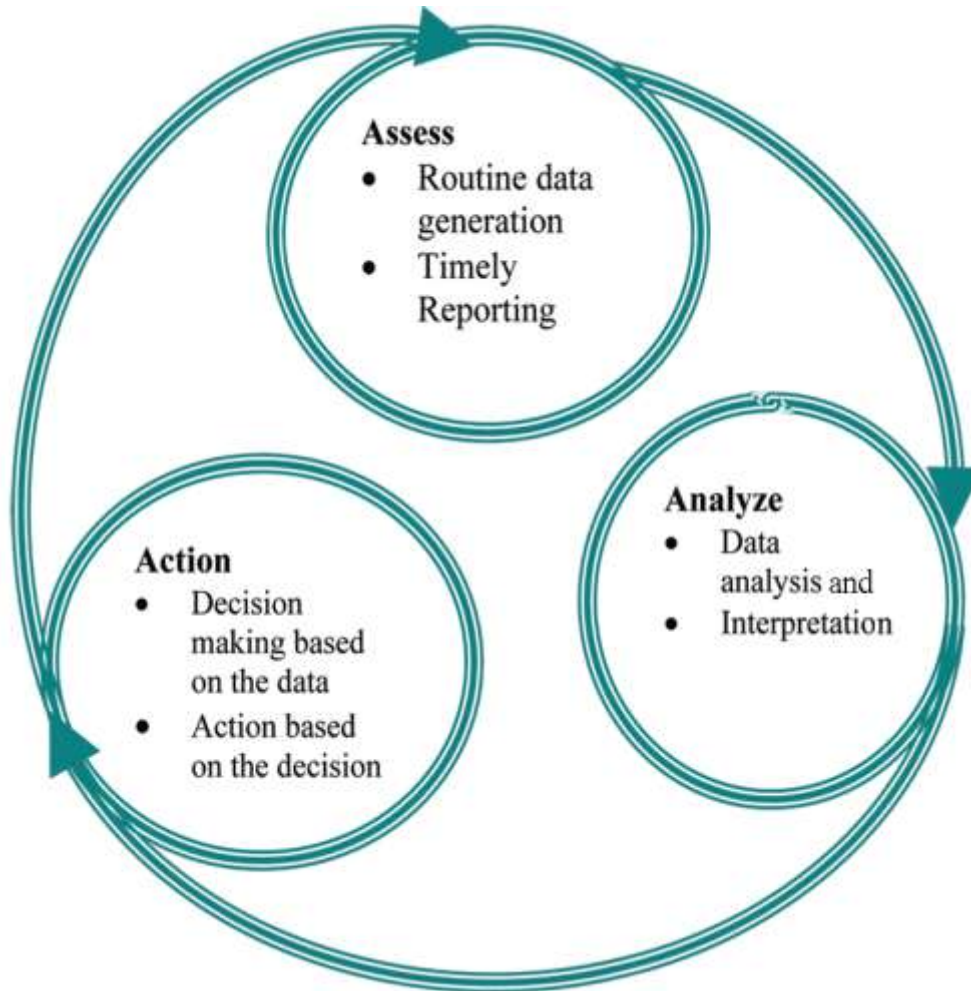 Assess
• Routine data
generation
• Timely
Reporting
Analyze
• Data
analysis and
• Interpretation
Action
• Decision
making based
on the data
• Action based
on the decision